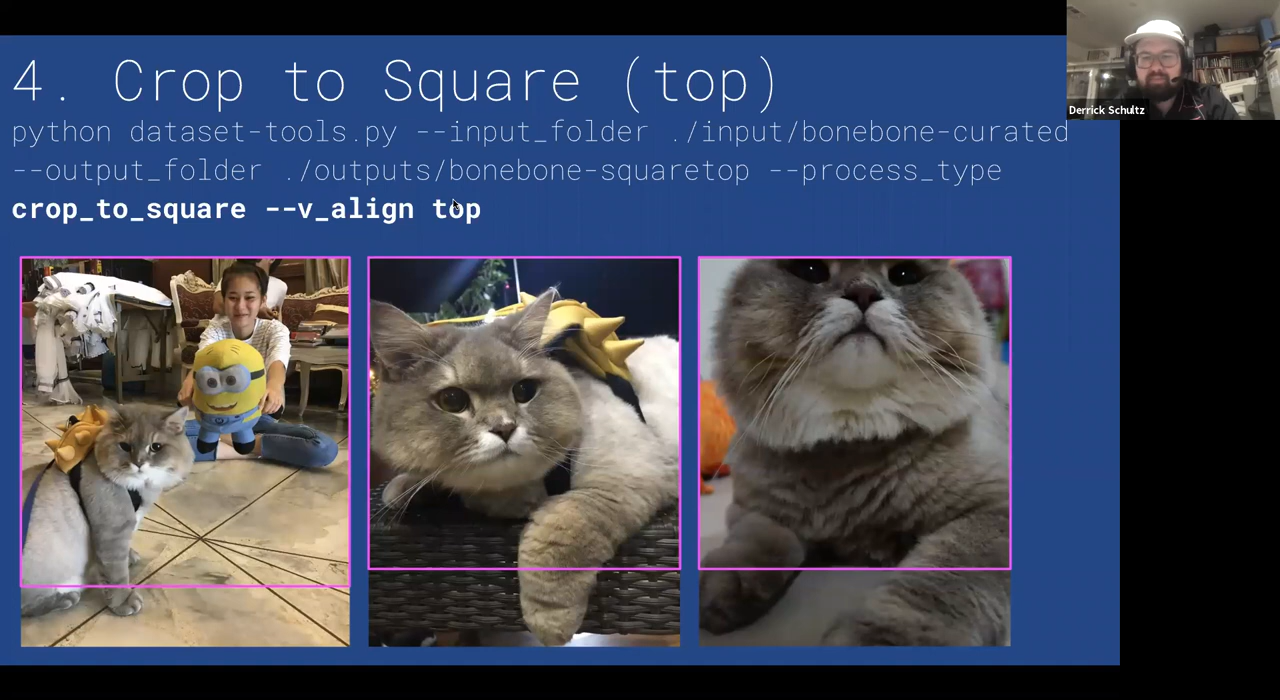 4. Crop to Square (top)
python dataset-tools.py --input_folder ./input/bonebone-curated
--output_folder ./outputs/bonebone-squaretop --process_type
crop_to_square --v_align top
Derrick Schultz